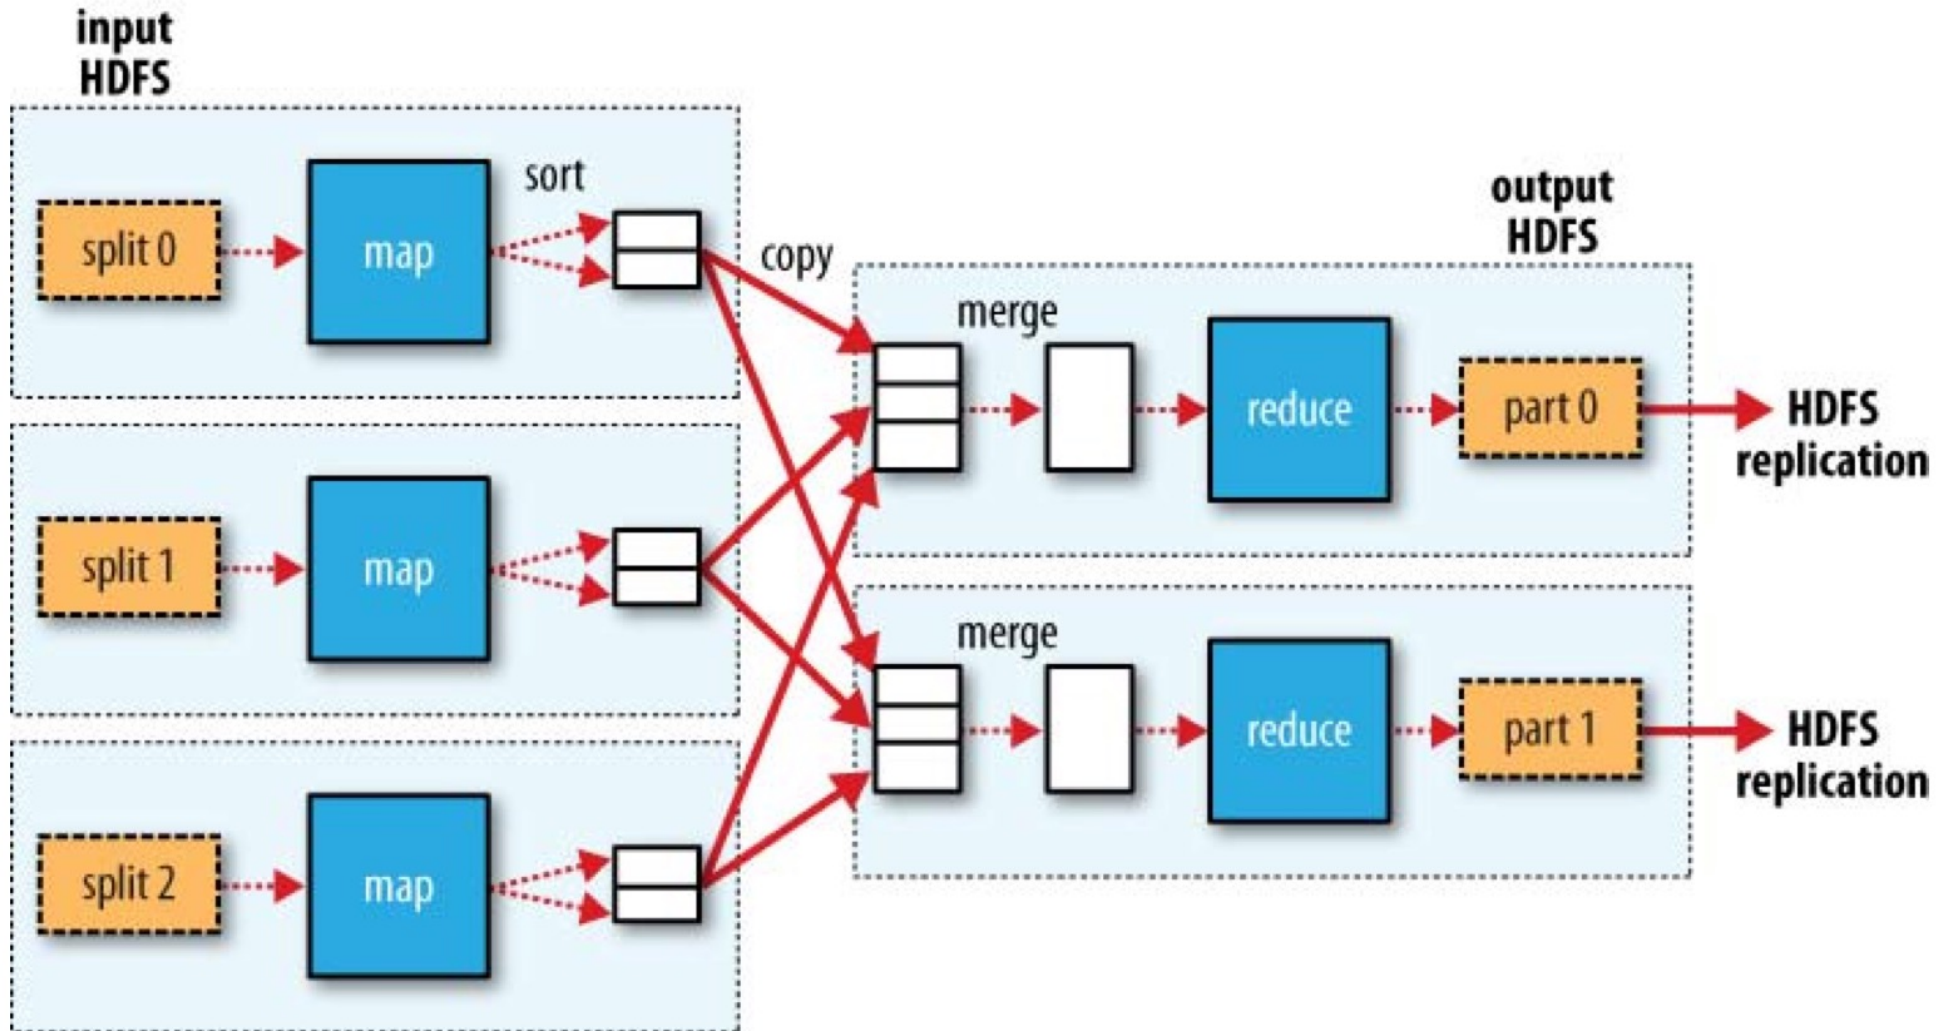 input
HDFS
sort
split 0
map
copy
output
HDFS
merge
reduce
part 0
HDFS
replication
split 1
map
merge
reduce
part 1
HDFS
replication
split 2
map